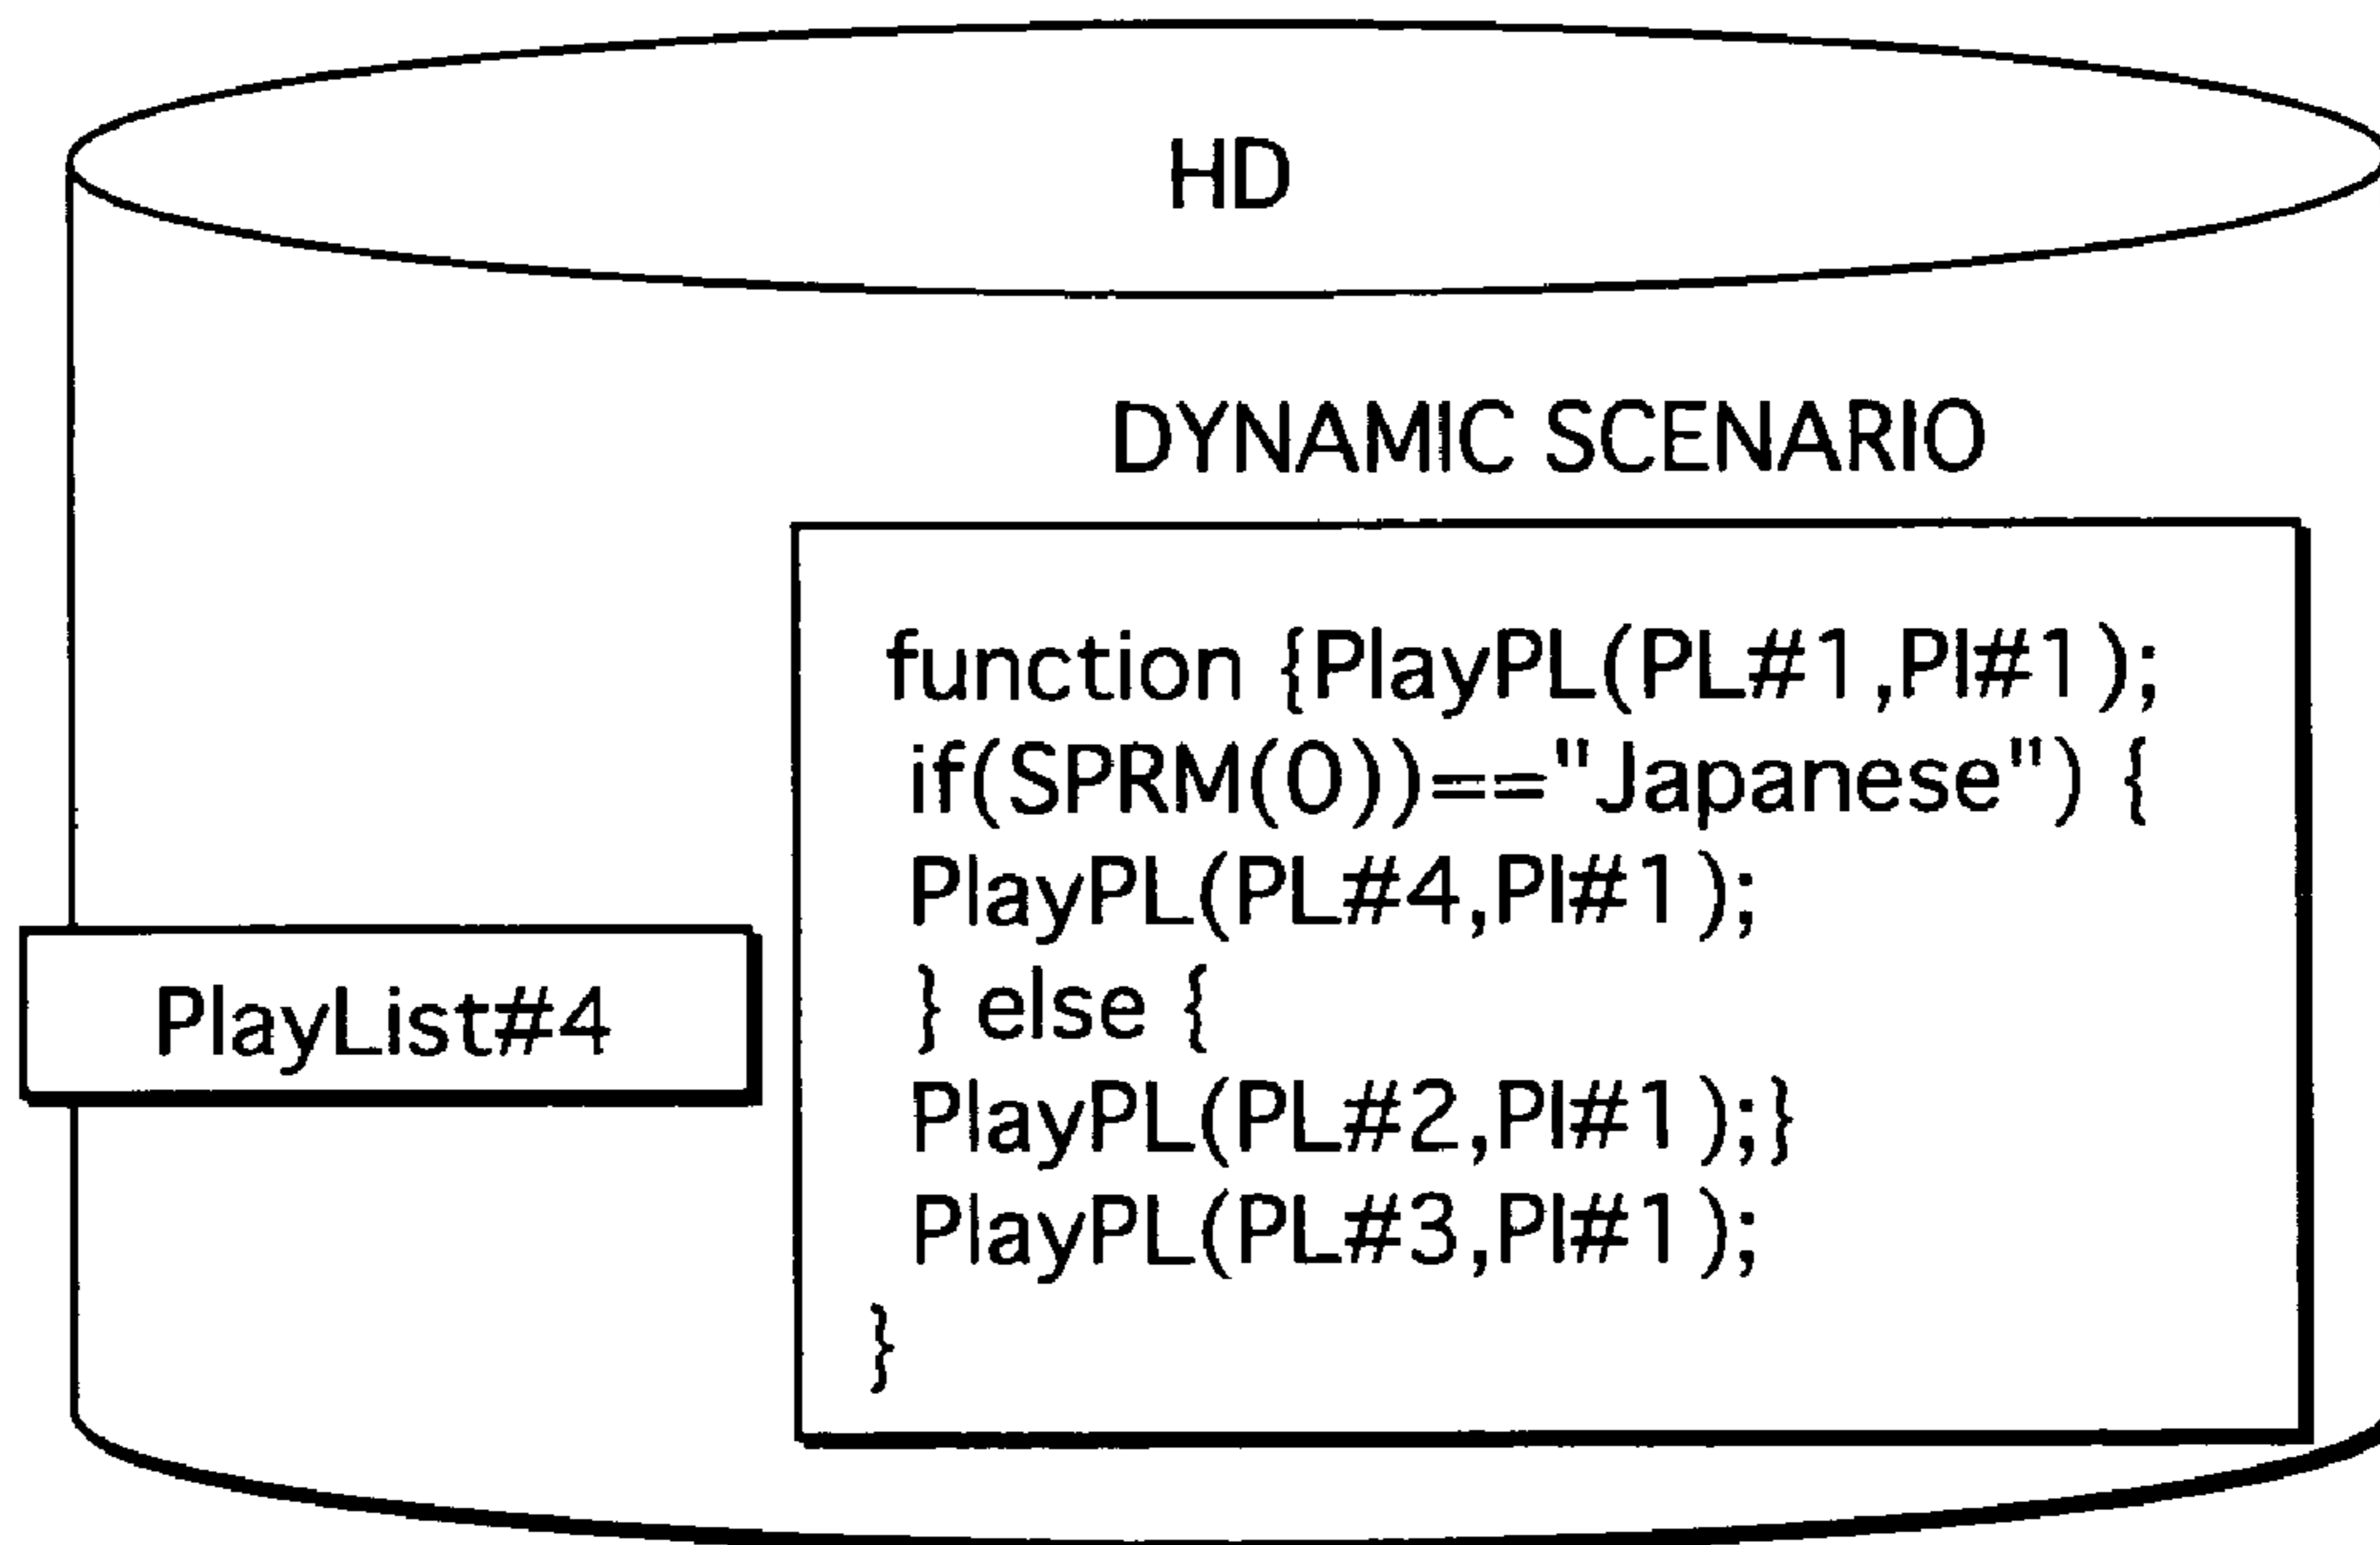 HD
DYNAMIC SCENARIO
function {PlayPL(PL#1,PI#1);
if(SPRM(0))=="Japanese") {
PlayPL(PL#4,PI#1);
} else {
PlayPL(PL#2,PI#1);}
PlayPL(PL#3,PI#1);
}
PlayList#4